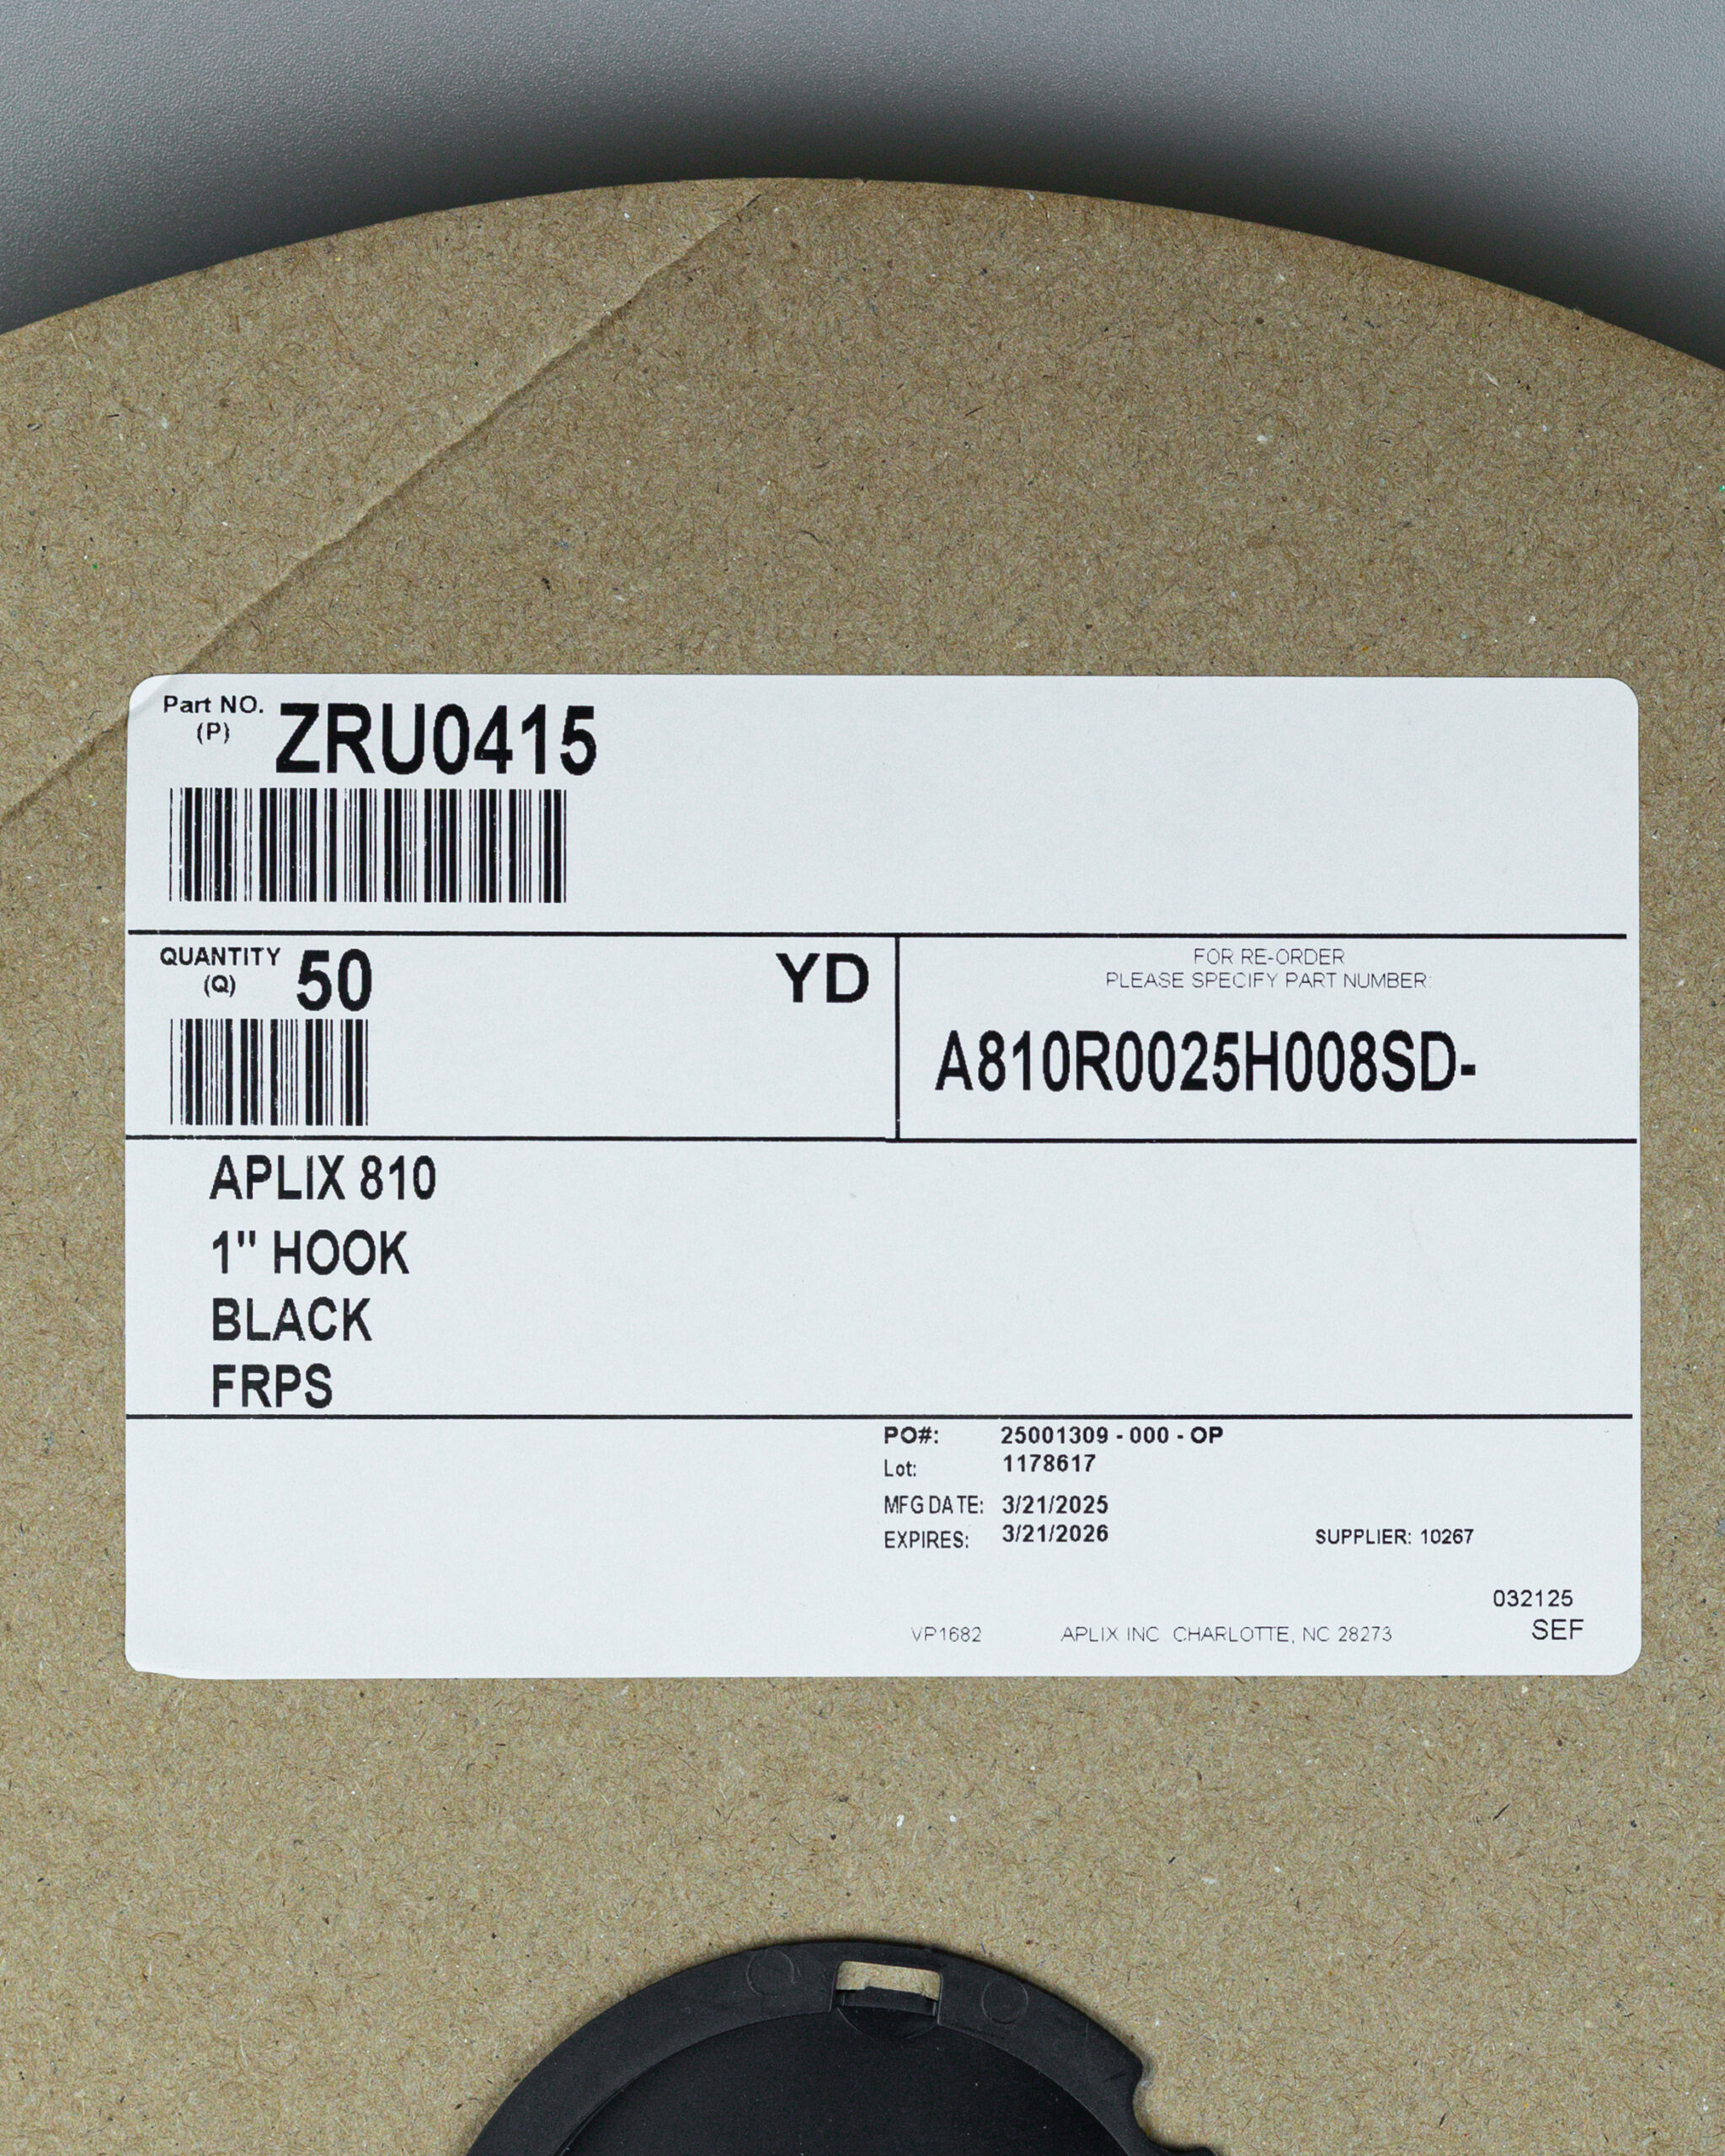 Part NO.
(P)
ZRU0415
QUANTITY
(Q)
50
YD
FOR RE-ORDER
PLEASE SPECIFY PART NUMBER:
A810R0025H008SD-
APLIX 810
1" HOOK
BLACK
FRPS
PO#: 25001309 - 000 - OP
Lot: 1178617
MFG DATE: 3/21/2025
EXPIRES: 3/21/2026
SUPPLIER: 10267
032125
SEF
VP1682 APLIX INC CHARLOTTE, NC 28273